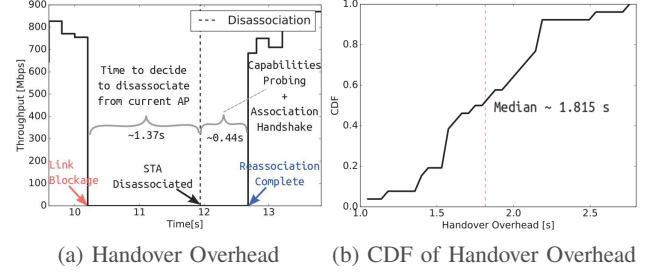 900
800
700
600
500
400
300
200
100
0
Throughput [Mbps]
Disassociation
Time to decide
to disassociate
from current AP
Capabilities
Probing
+
Association
Handshake
~1.37s
~0.44s
Link
Blockage
STA
Disassociated
Reassociation
Complete
10 11 12 13
Time[s]
(a) Handover Overhead
1.0
0.8
0.6
0.4
0.2
0.0
CDF
Median ~ 1.815 s
1.0 1.5 2.0 2.5
Handover Overhead [s]
(b) CDF of Handover Overhead